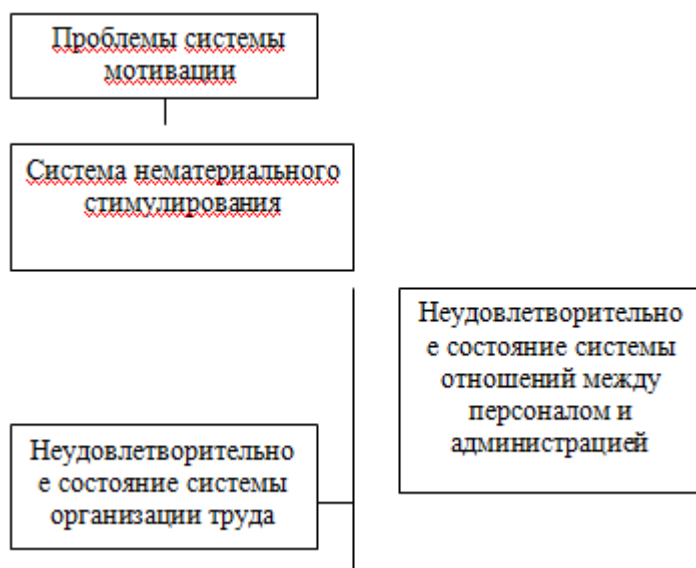 Проблемы системы
мотивации
Система нематериального
стимулирования
Неудовлетворительно
е состояние системы
отношений между
персоналом и
администрацией
Неудовлетворительно
е состояние системы
организации труда